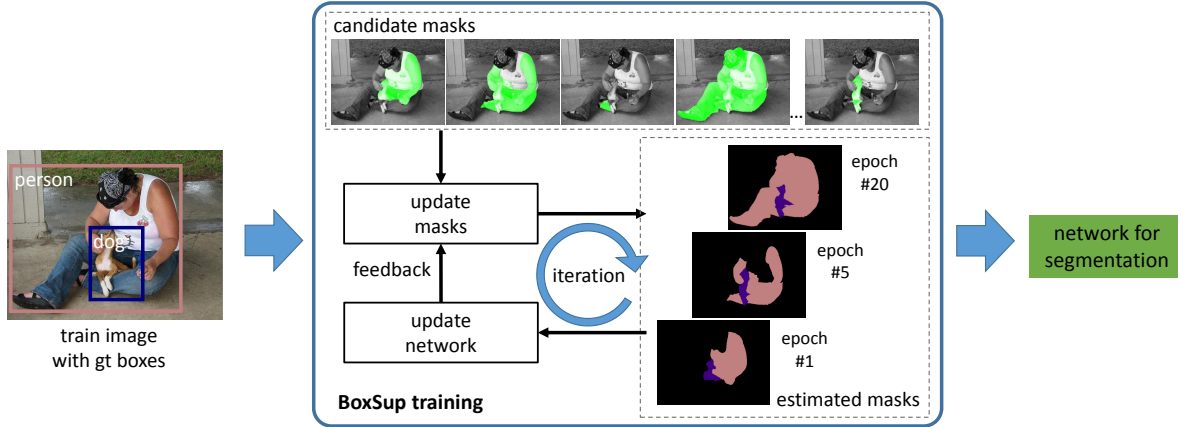 candidate masks
...
person
dog
train image
with gt boxes
update
masks
feedback
iteration
update
network
epoch
#20
epoch
#5
epoch
#1
estimated masks
BoxSup training
network for
segmentation